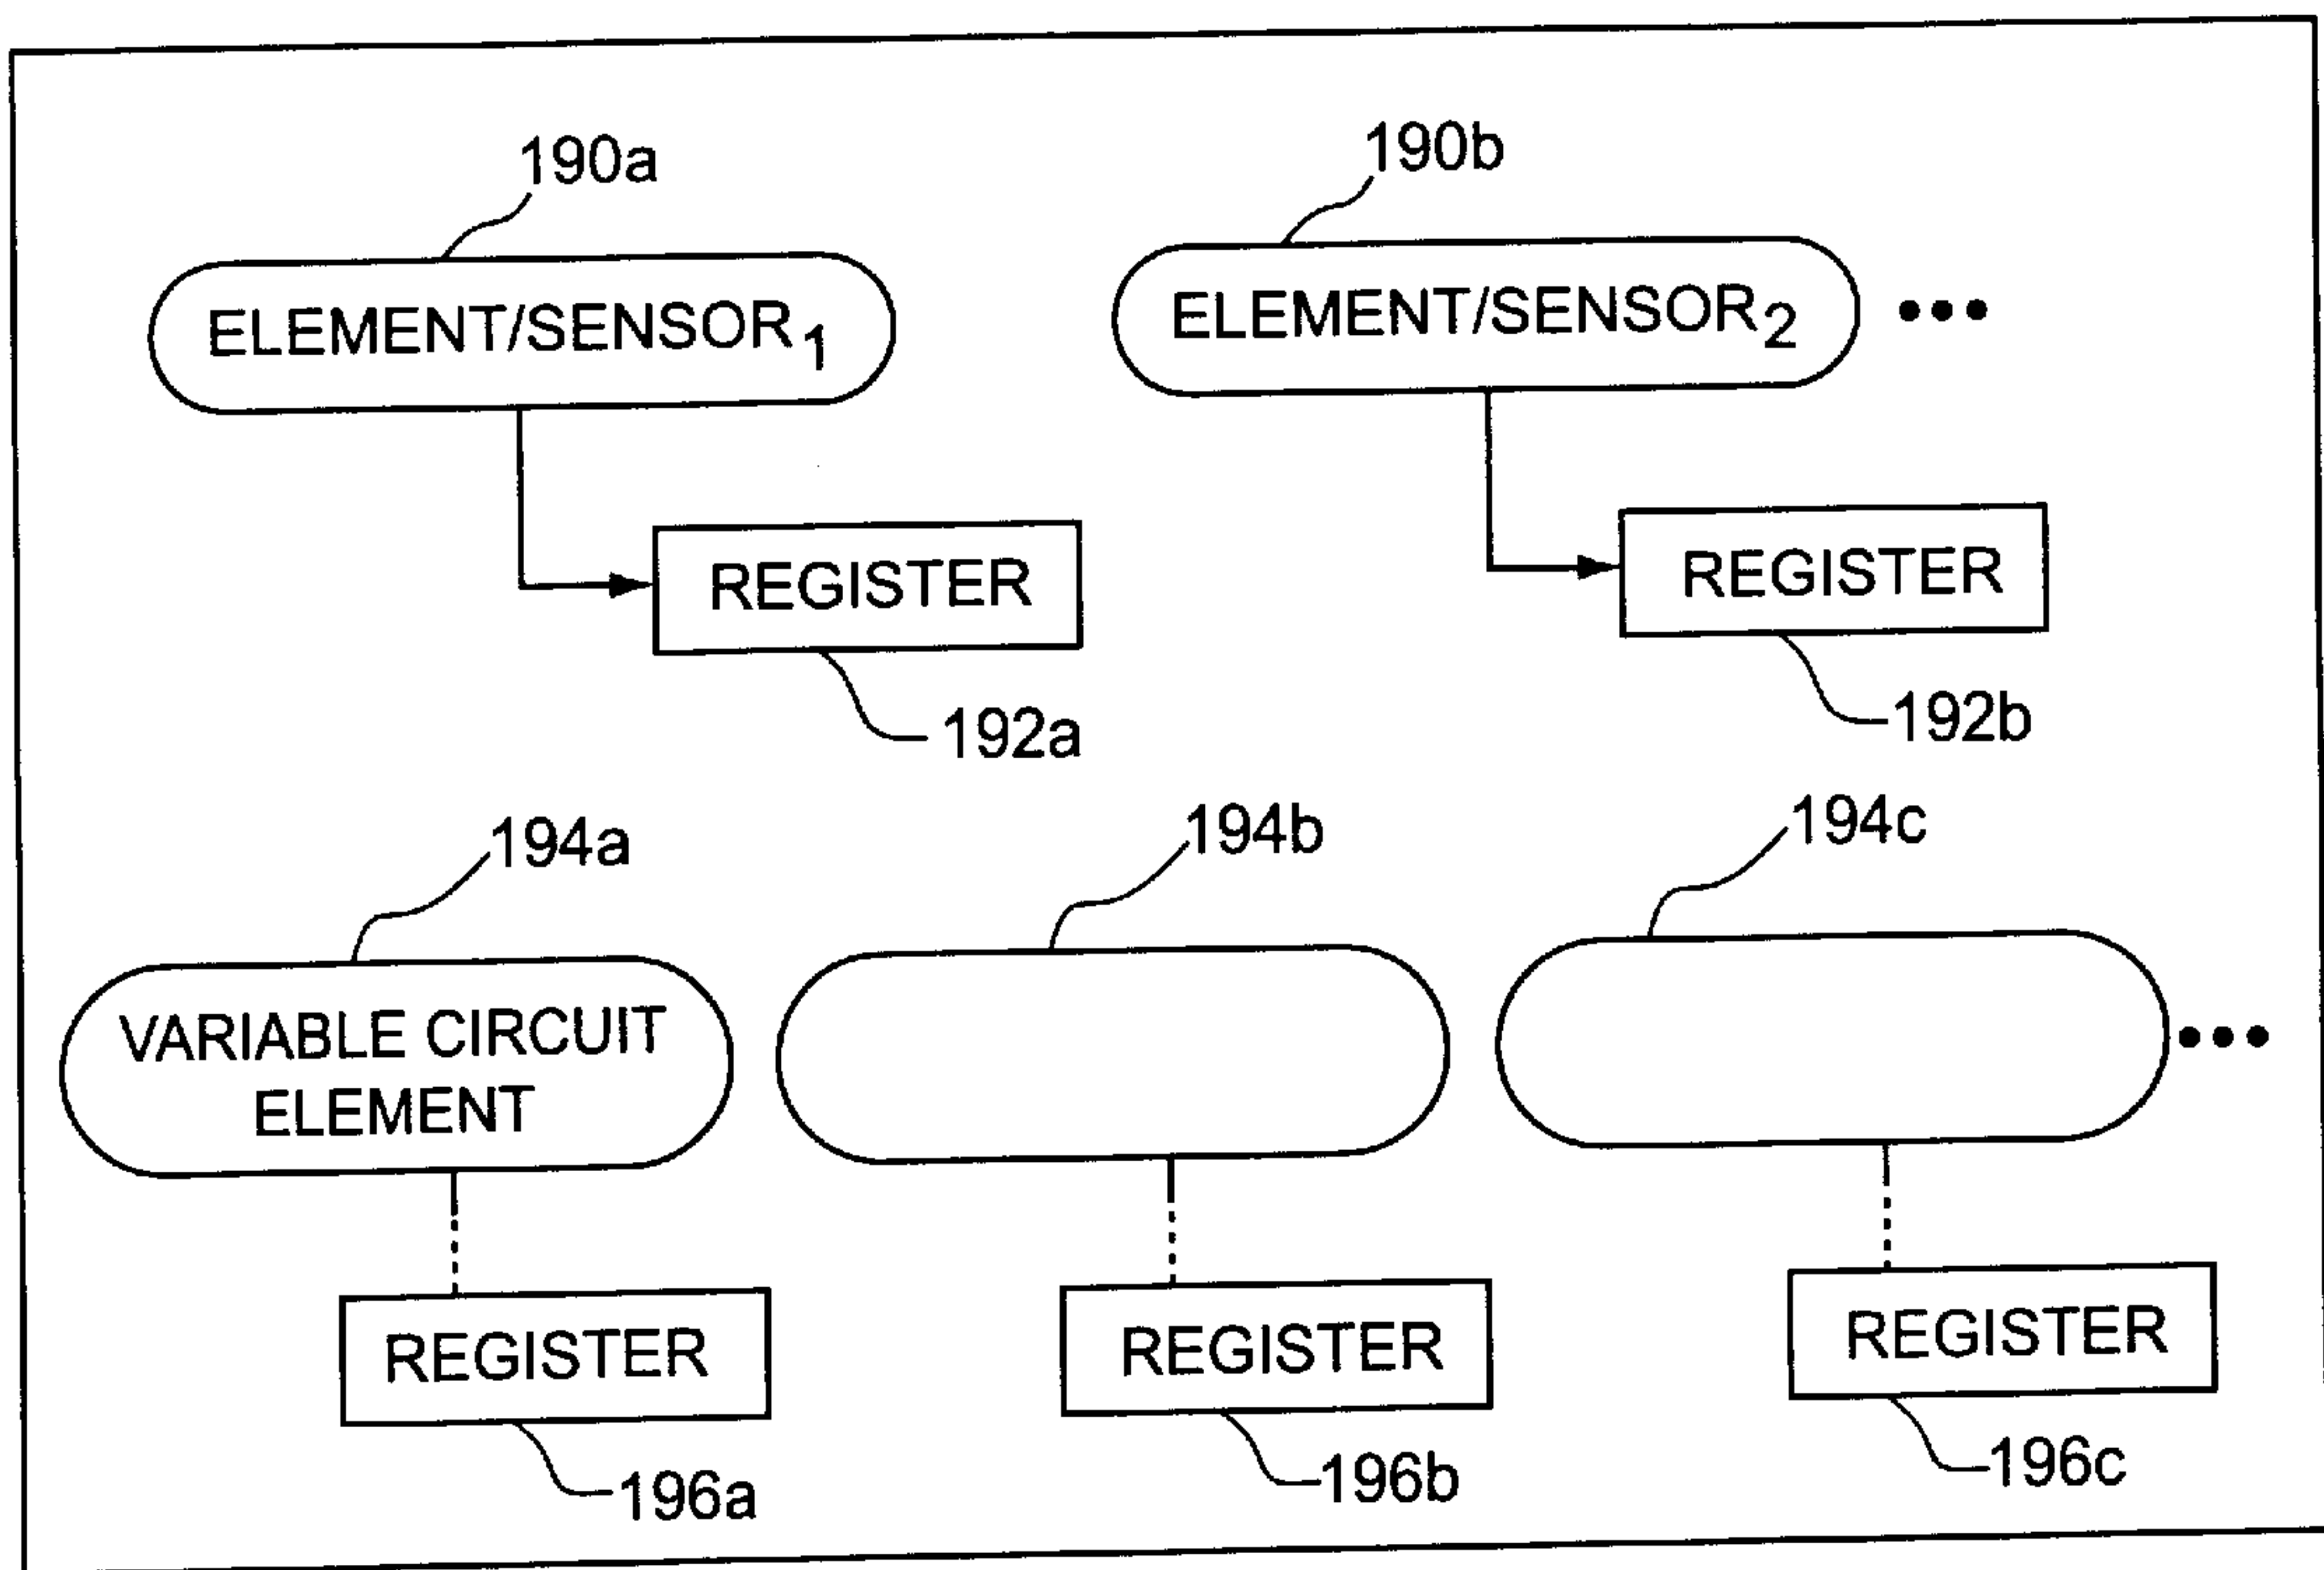 190a
190b
ELEMENT/SENSOR1
ELEMENT/SENSOR2
REGISTER
REGISTER
192a
192b
194a
194b
194c
VARIABLE CIRCUIT
ELEMENT
REGISTER
REGISTER
REGISTER
196a
196b
196c